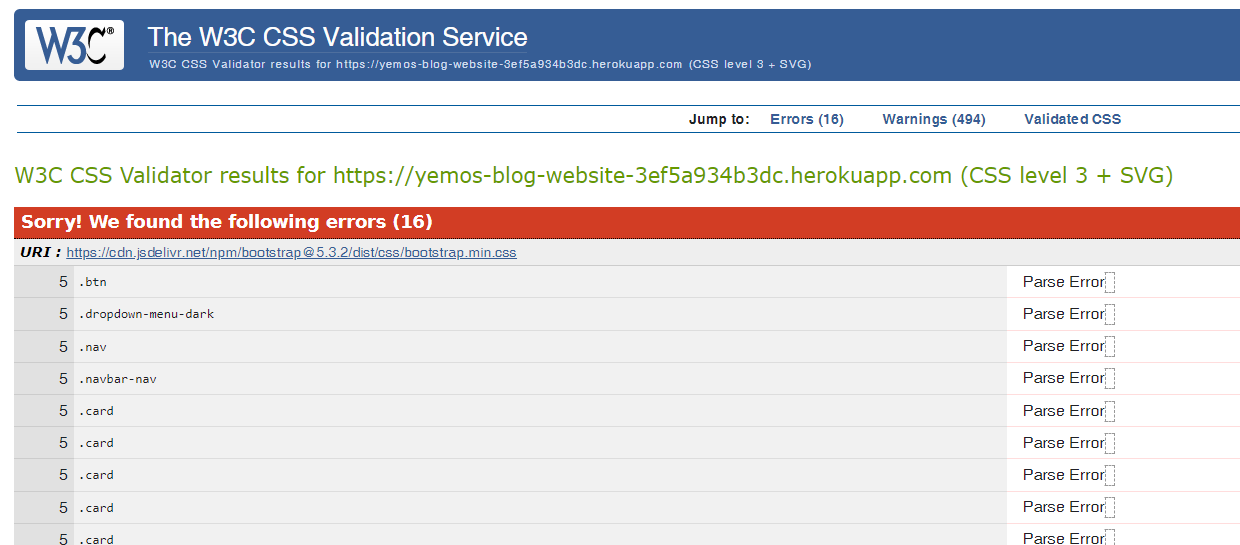 W3C® The W3C CSS Validation Service
W3C CSS Validator results for https://yemos-blog-website-3ef5a934b3dc.herokuapp.com (CSS level 3 + SVG)
Jump to: Errors (16) Warnings (494) Validated CSS
W3C CSS Validator results for https://yemos-blog-website-3ef5a934b3dc.herokuapp.com (CSS level 3 + SVG)
Sorry! We found the following errors (16)
URI : https://cdn.jsdelivr.net/npm/bootstrap@5.3.2/dist/css/bootstrap.min.css
5 .btn Parse Error
5 .dropdown-menu-dark Parse Error
5 .nav Parse Error
5 .navbar-nav Parse Error
5 .card Parse Error
5 .card Parse Error
5 .card Parse Error
5 .card Parse Error
5 .card Parse Error